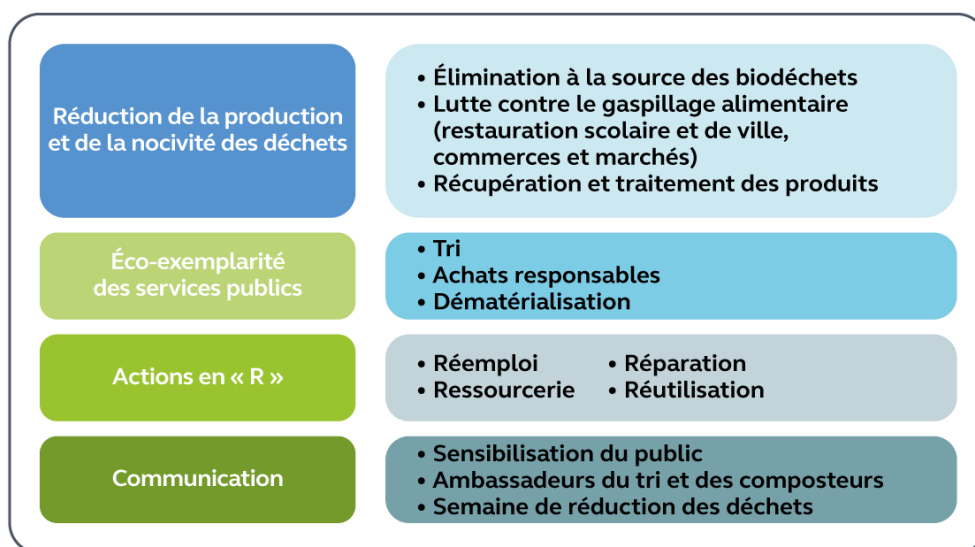 Réduction de la production
et de la nocivité des déchets
• Élimination à la source des biodéchets
• Lutte contre le gaspillage alimentaire
(restauration scolaire et de ville,
commerces et marchés)
• Récupération et traitement des produits
Éco-exemplarité
des services publics
• Tri
• Achats responsables
• Dématérialisation
Actions en « R »
• Réemploi • Réparation
• Ressourcerie • Réutilisation
Communication
• Sensibilisation du public
• Ambassadeurs du tri et des composteurs
• Semaine de réduction des déchets